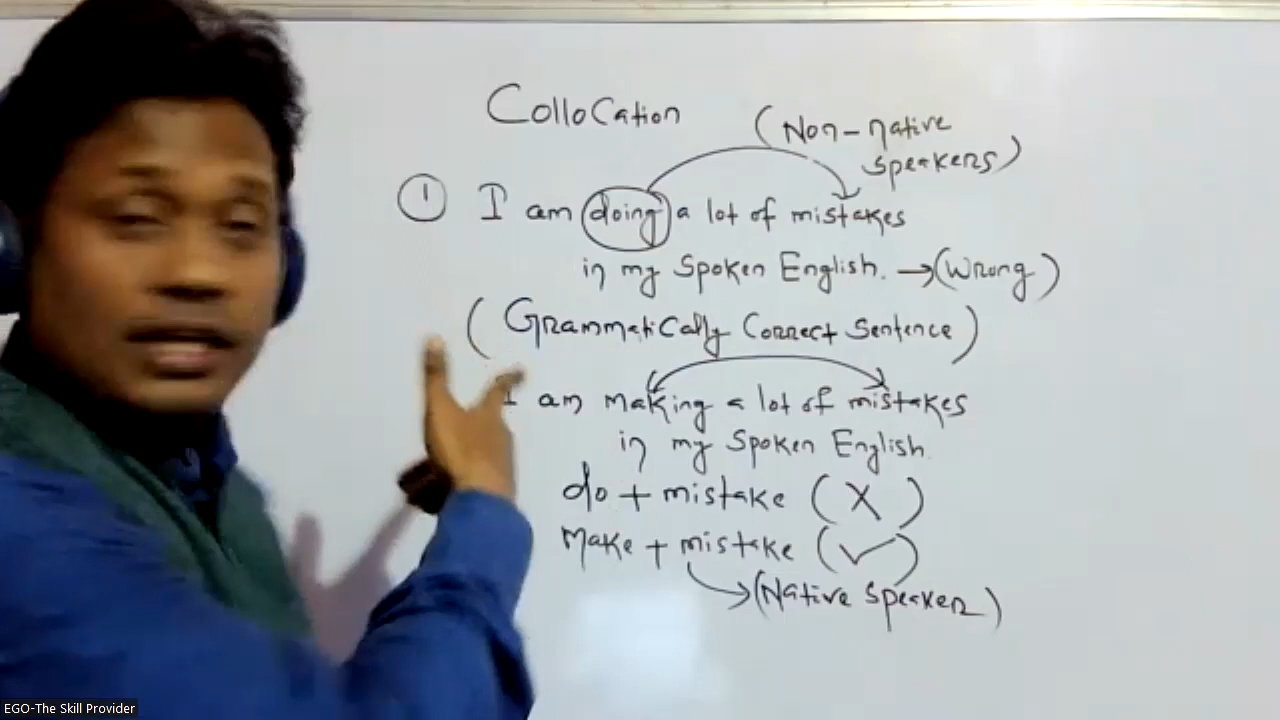 Collocation
(Non-native
speakers)
① I am doing a lot of mistakes
in my spoken English. → (Wrong)
(Grammatically Correct Sentence)
I am making a lot of mistakes
in my spoken English.
do + mistake (X)
make + mistake (✓)
→ (Native speaker)
EGO-The Skill Provider